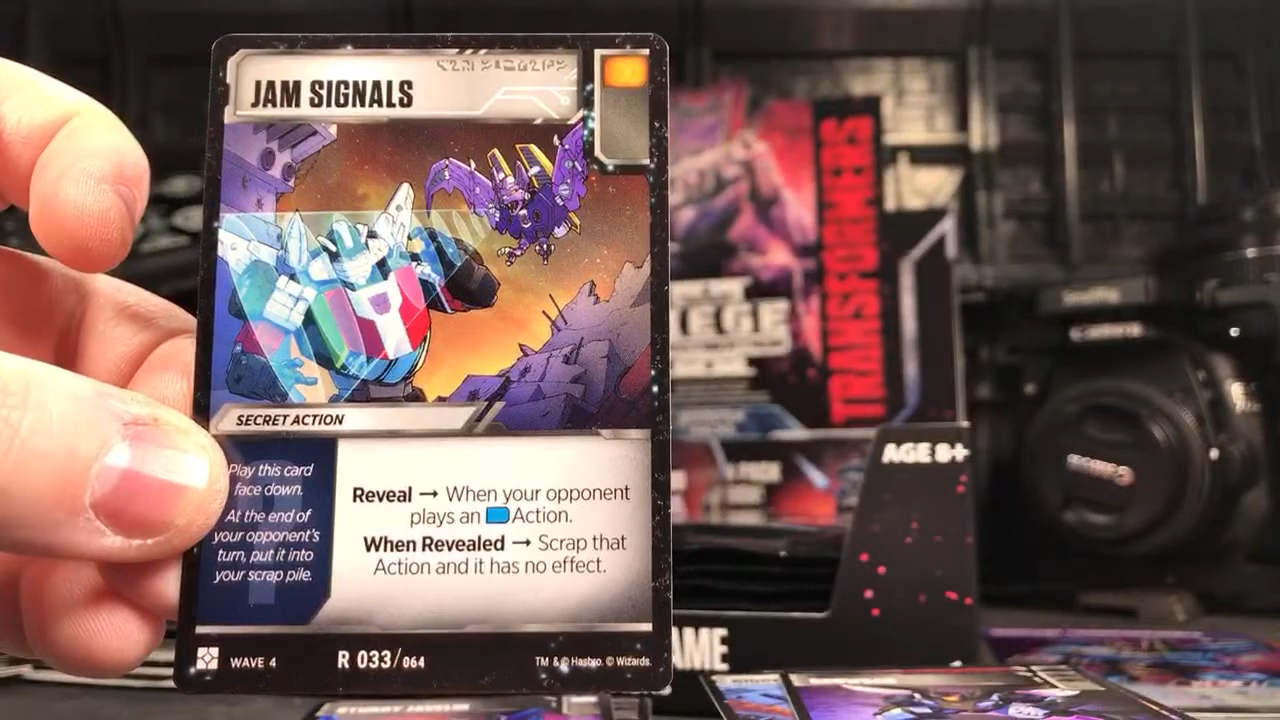 JAM SIGNALS
SECRET ACTION
Play this card
face down.
At the end of
your opponent's
turn, put it into
your scrap pile.
Reveal → When your opponent
plays an Action.
When Revealed → Scrap that
Action and it has no effect.
WAVE 4
R 033/064
TM & © Hasbro. © Wizards.
TRANSFORMERS
IEGE
AGE 8+
AME
Canon